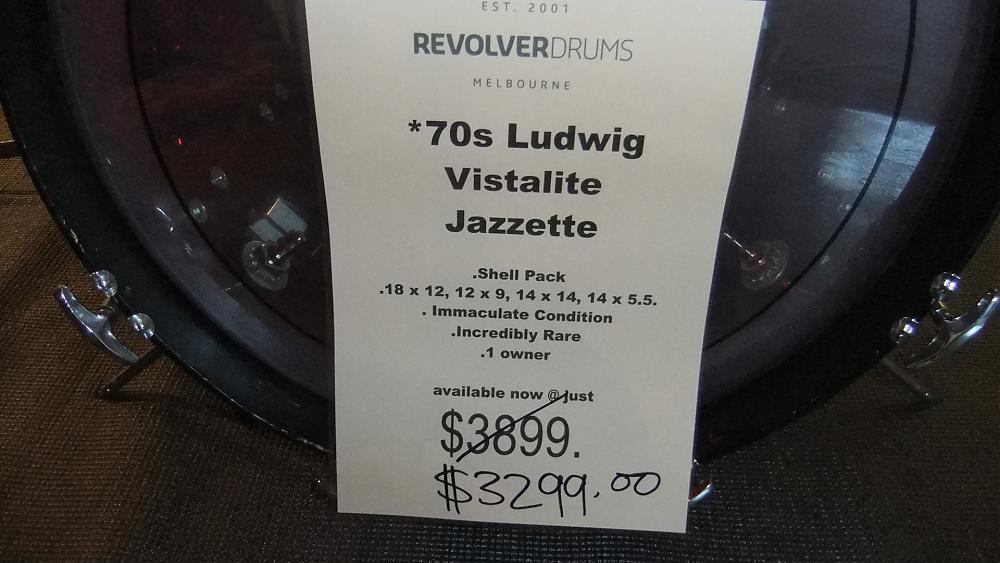 EST. 2001
REVOLVERDRUMS
MELBOURNE
*70s Ludwig
Vistalite
Jazzette
.Shell Pack
.18 x 12, 12 x 9, 14 x 14, 14 x 5.5.
. Immaculate Condition
.Incredibly Rare
.1 owner
available now @ just
$3899.
$3299.00